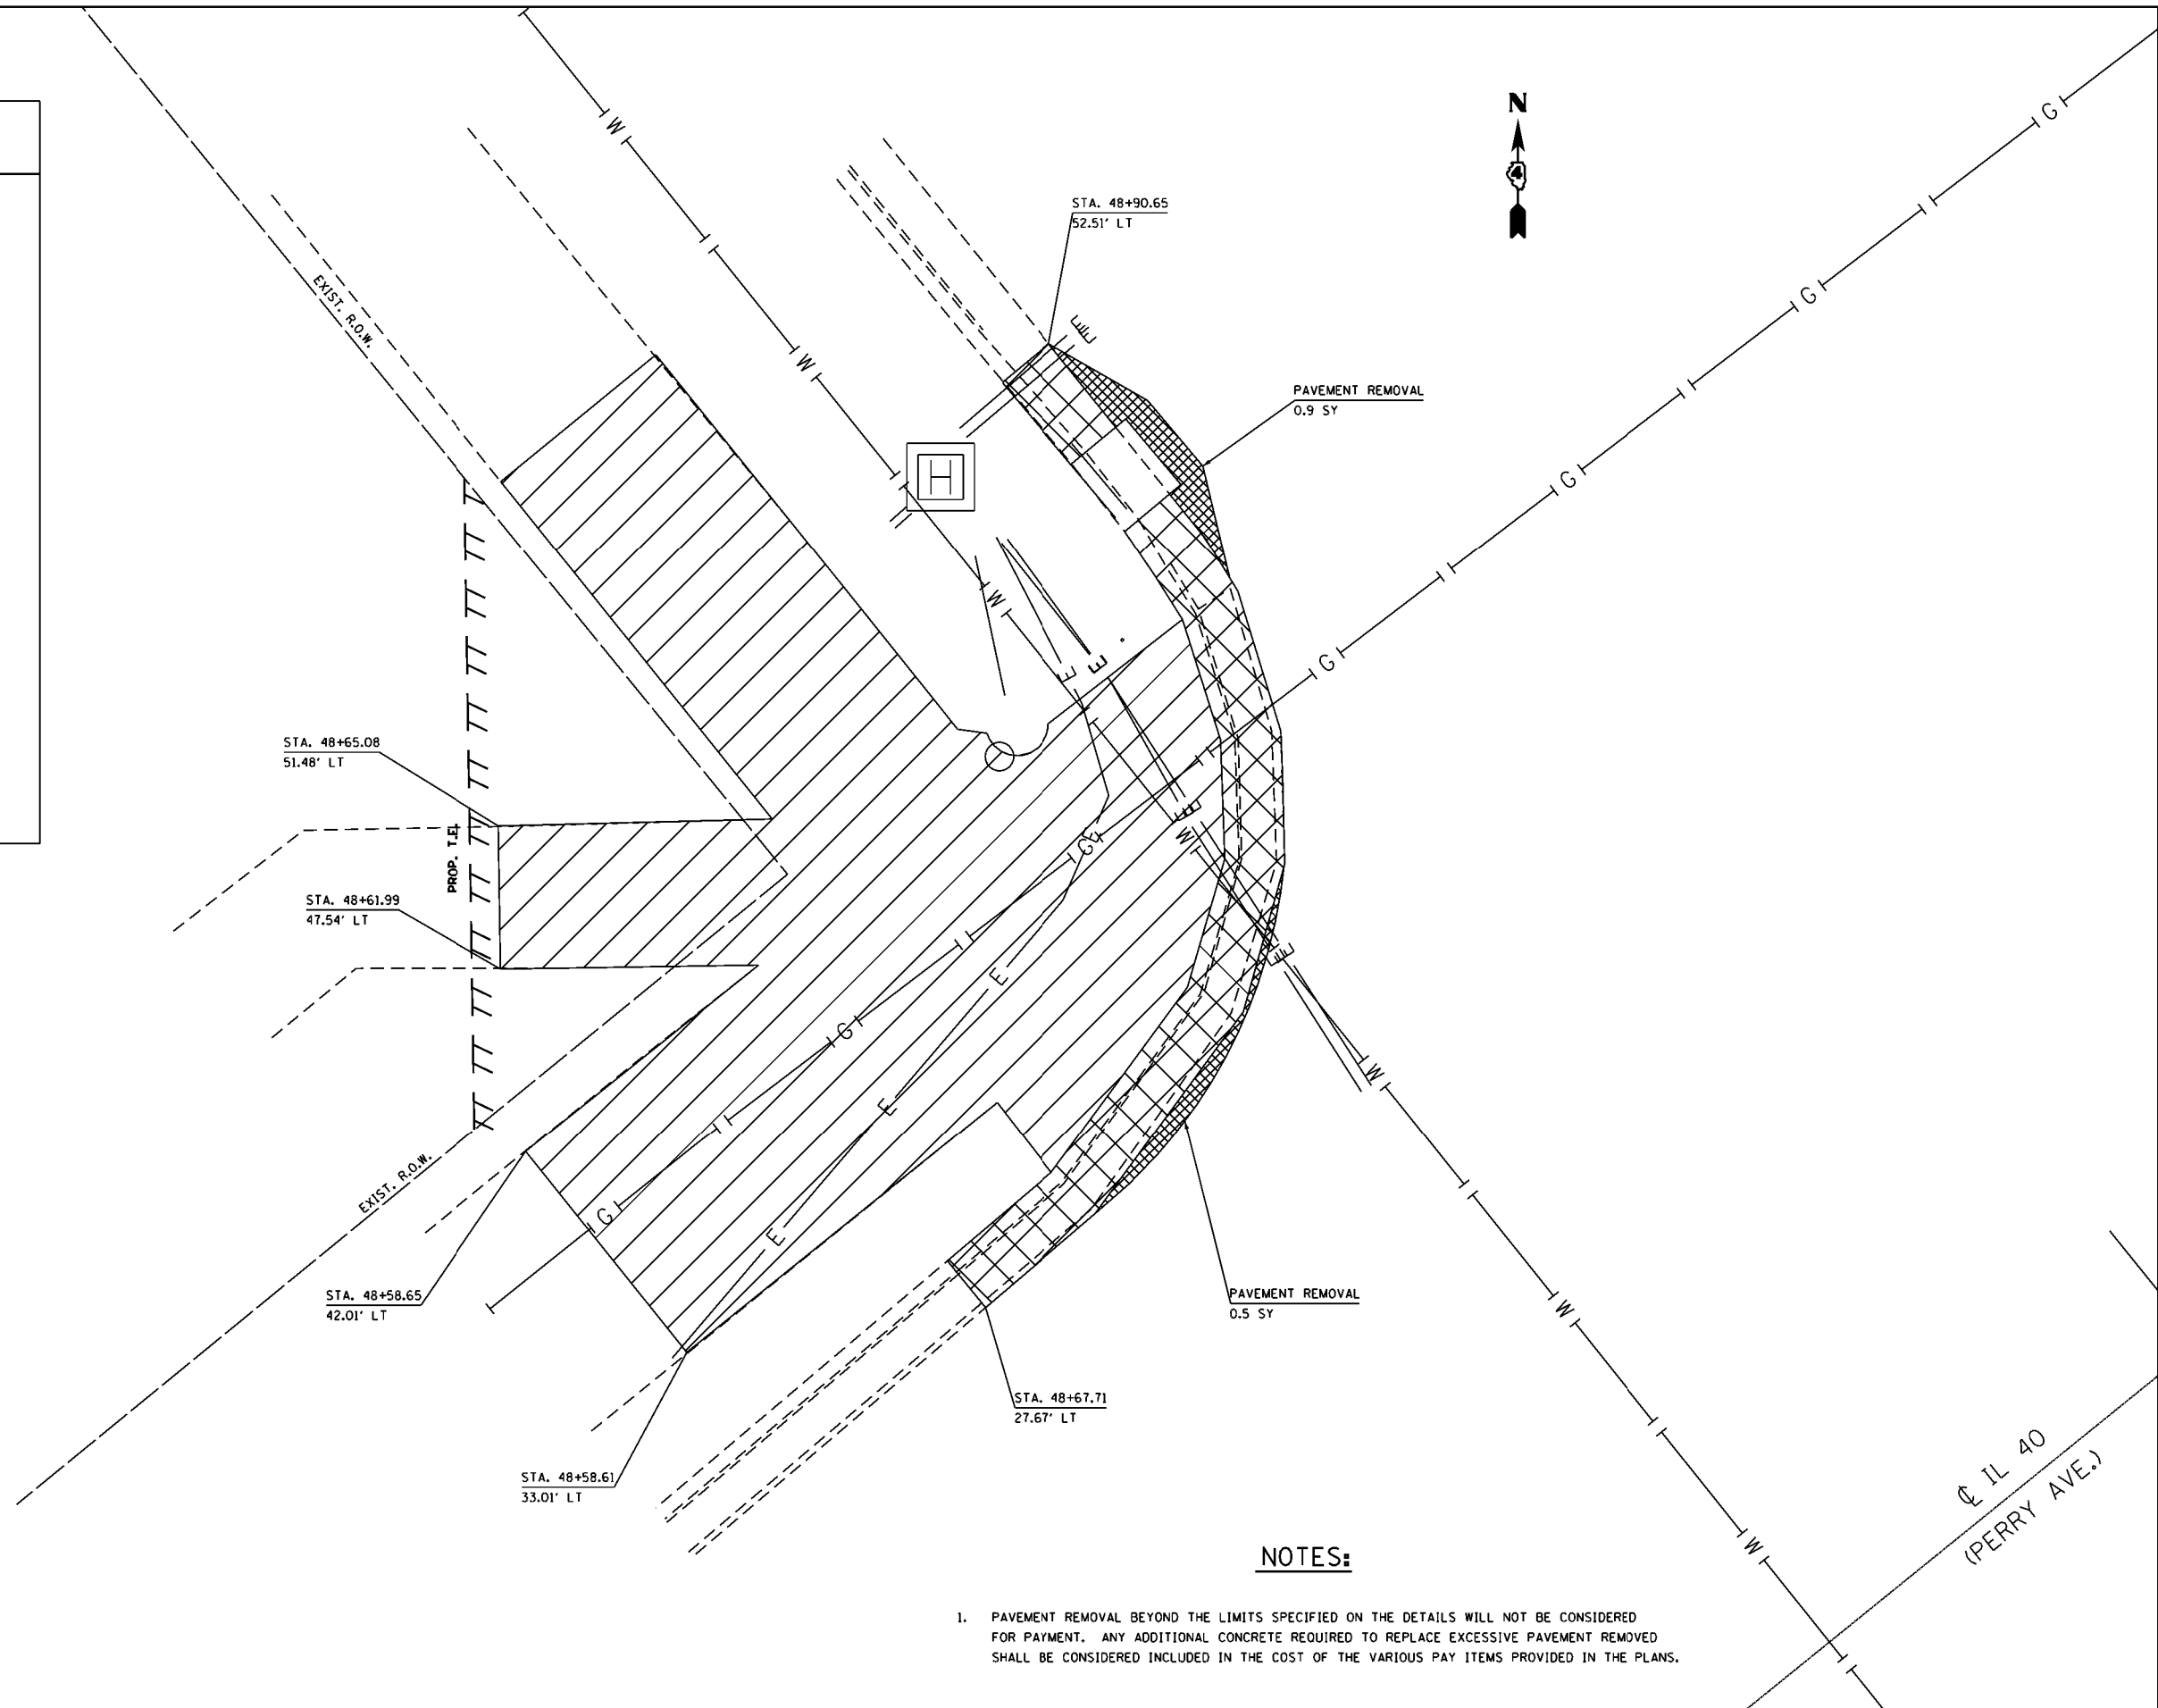 N
4
STA. 48+90.65
52.51' LT
EXIST. R.O.W.
PAVEMENT REMOVAL
0.9 SY
H
W
W
W
W
W
W
W
W
G
G
G
G
G
G
G
E
E
E
E
E
E
STA. 48+65.08
51.48' LT
PROP. T.E.
STA. 48+61.99
47.54' LT
EXIST. R.O.W.
STA. 48+58.65
42.01' LT
PAVEMENT REMOVAL
0.5 SY
STA. 48+67.71
27.67' LT
STA. 48+58.61
33.01' LT
℄ IL 40
(PERRY AVE.)
NOTES:
1. PAVEMENT REMOVAL BEYOND THE LIMITS SPECIFIED ON THE DETAILS WILL NOT BE CONSIDERED
FOR PAYMENT. ANY ADDITIONAL CONCRETE REQUIRED TO REPLACE EXCESSIVE PAVEMENT REMOVED
SHALL BE CONSIDERED INCLUDED IN THE COST OF THE VARIOUS PAY ITEMS PROVIDED IN THE PLANS.